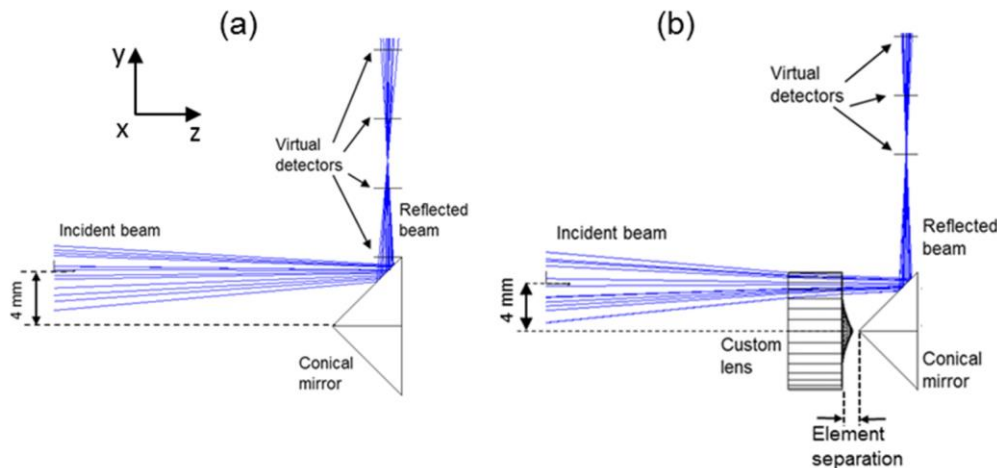 (a)
y
x
z
Virtual
detectors
Incident beam
Reflected
beam
4 mm
Conical
mirror
(b)
Virtual
detectors
Incident beam
Reflected
beam
4 mm
Custom
lens
Conical
mirror
Element
separation